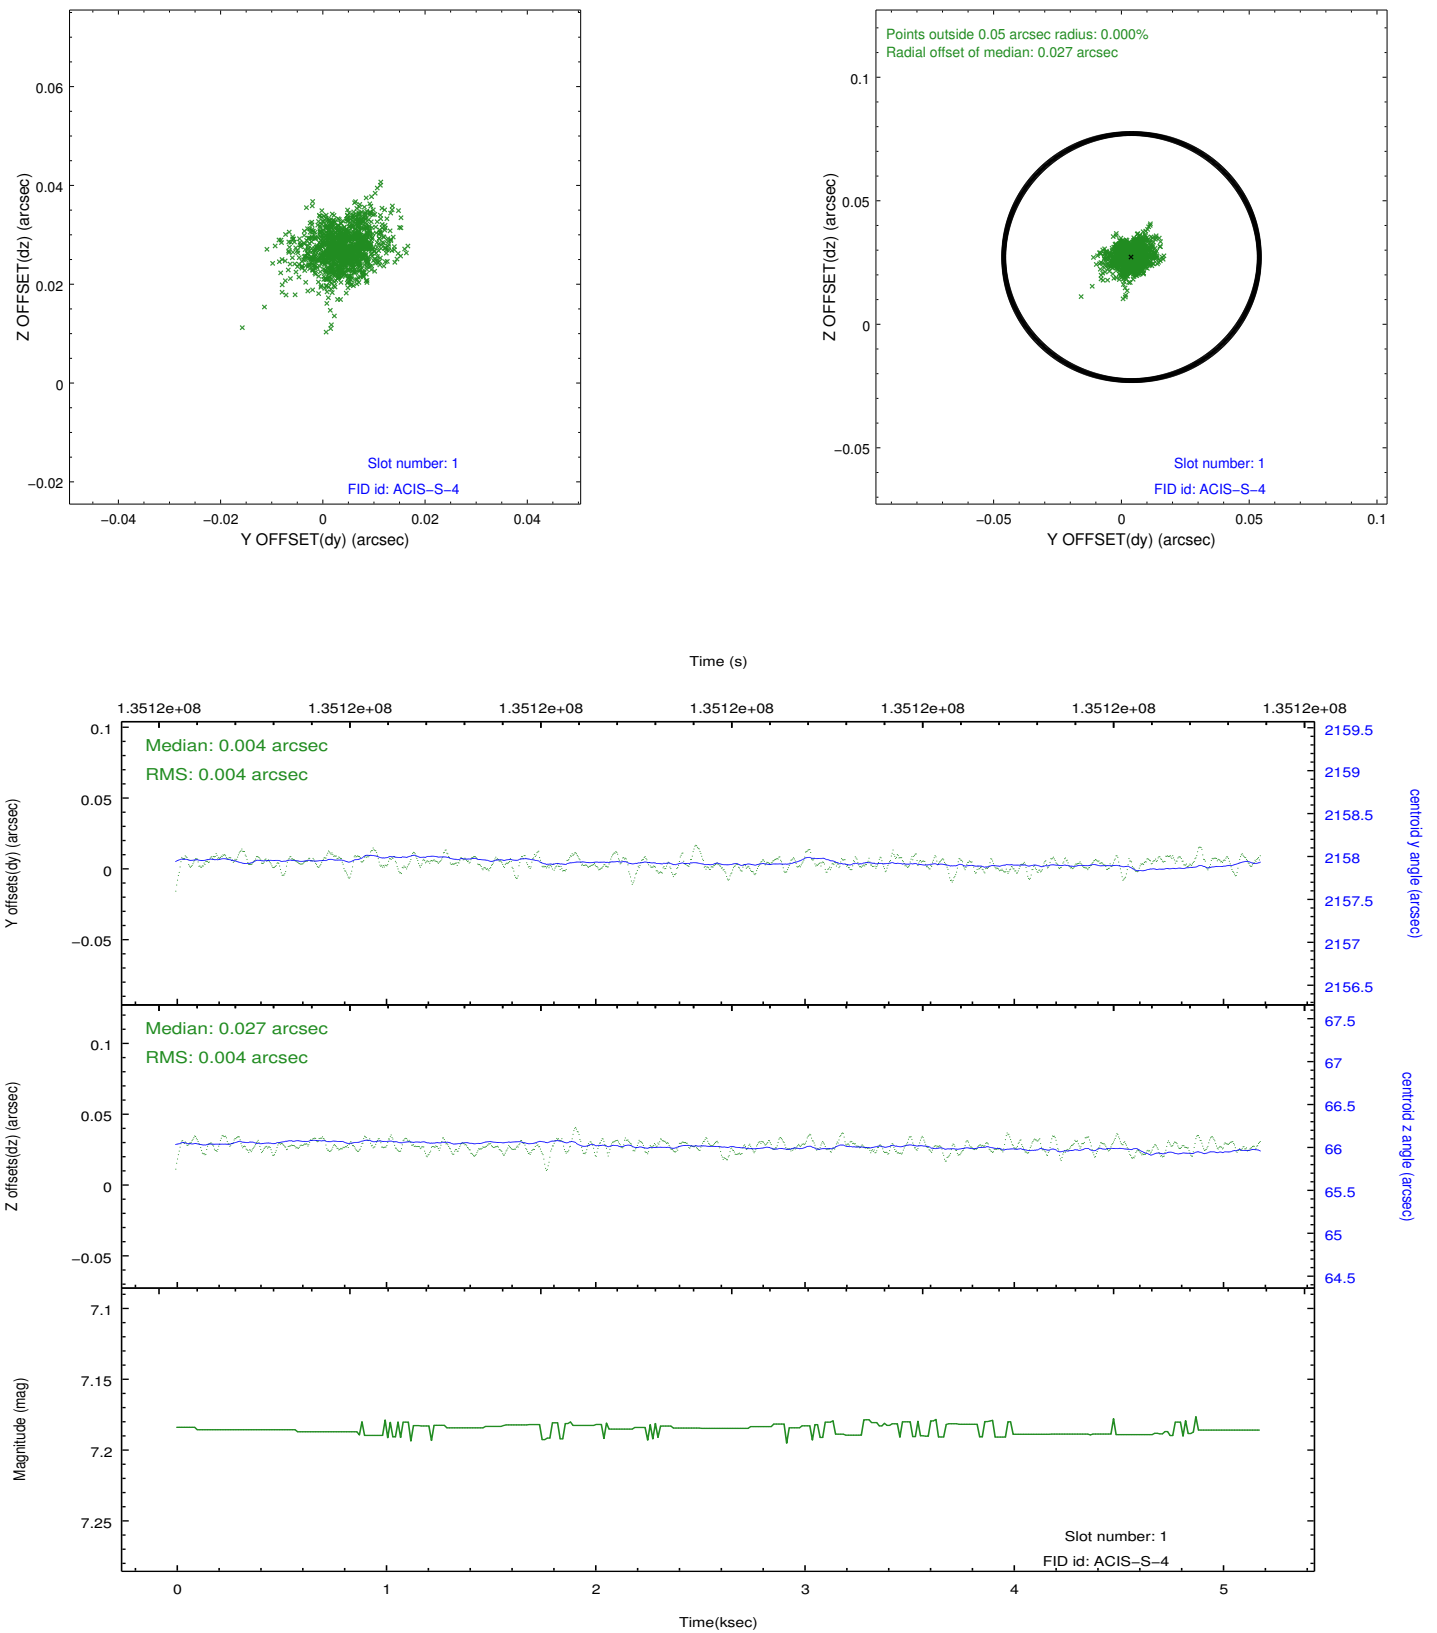 0.06
0.04
0.02
0
−0.02
Z OFFSET(dz) (arcsec)
Slot number: 1
FID id: ACIS−S−4
−0.04
−0.02
0
0.02
0.04
Y OFFSET(dy) (arcsec)
Points outside 0.05 arcsec radius: 0.000%
Radial offset of median: 0.027 arcsec
0.1
0.05
0
−0.05
Z OFFSET(dz) (arcsec)
Slot number: 1
FID id: ACIS−S−4
−0.05
0
0.05
0.1
Y OFFSET(dy) (arcsec)
Time (s)
1.3512e+08
1.3512e+08
1.3512e+08
1.3512e+08
1.3512e+08
1.3512e+08
1.3512e+08
Median: 0.004 arcsec
RMS: 0.004 arcsec
0.1
0.05
0
−0.05
Y offsets(dy) (arcsec)
2159.5
2159
2158.5
2158
2157.5
2157
2156.5
centroid y angle (arcsec)
Median: 0.027 arcsec
RMS: 0.004 arcsec
0.1
0.05
0
−0.05
Z offsets(dz) (arcsec)
67.5
67
66.5
66
65.5
65
64.5
centroid z angle (arcsec)
7.1
7.15
7.2
7.25
Magnitude (mag)
Slot number: 1
FID id: ACIS−S−4
0
1
2
3
4
5
Time(ksec)